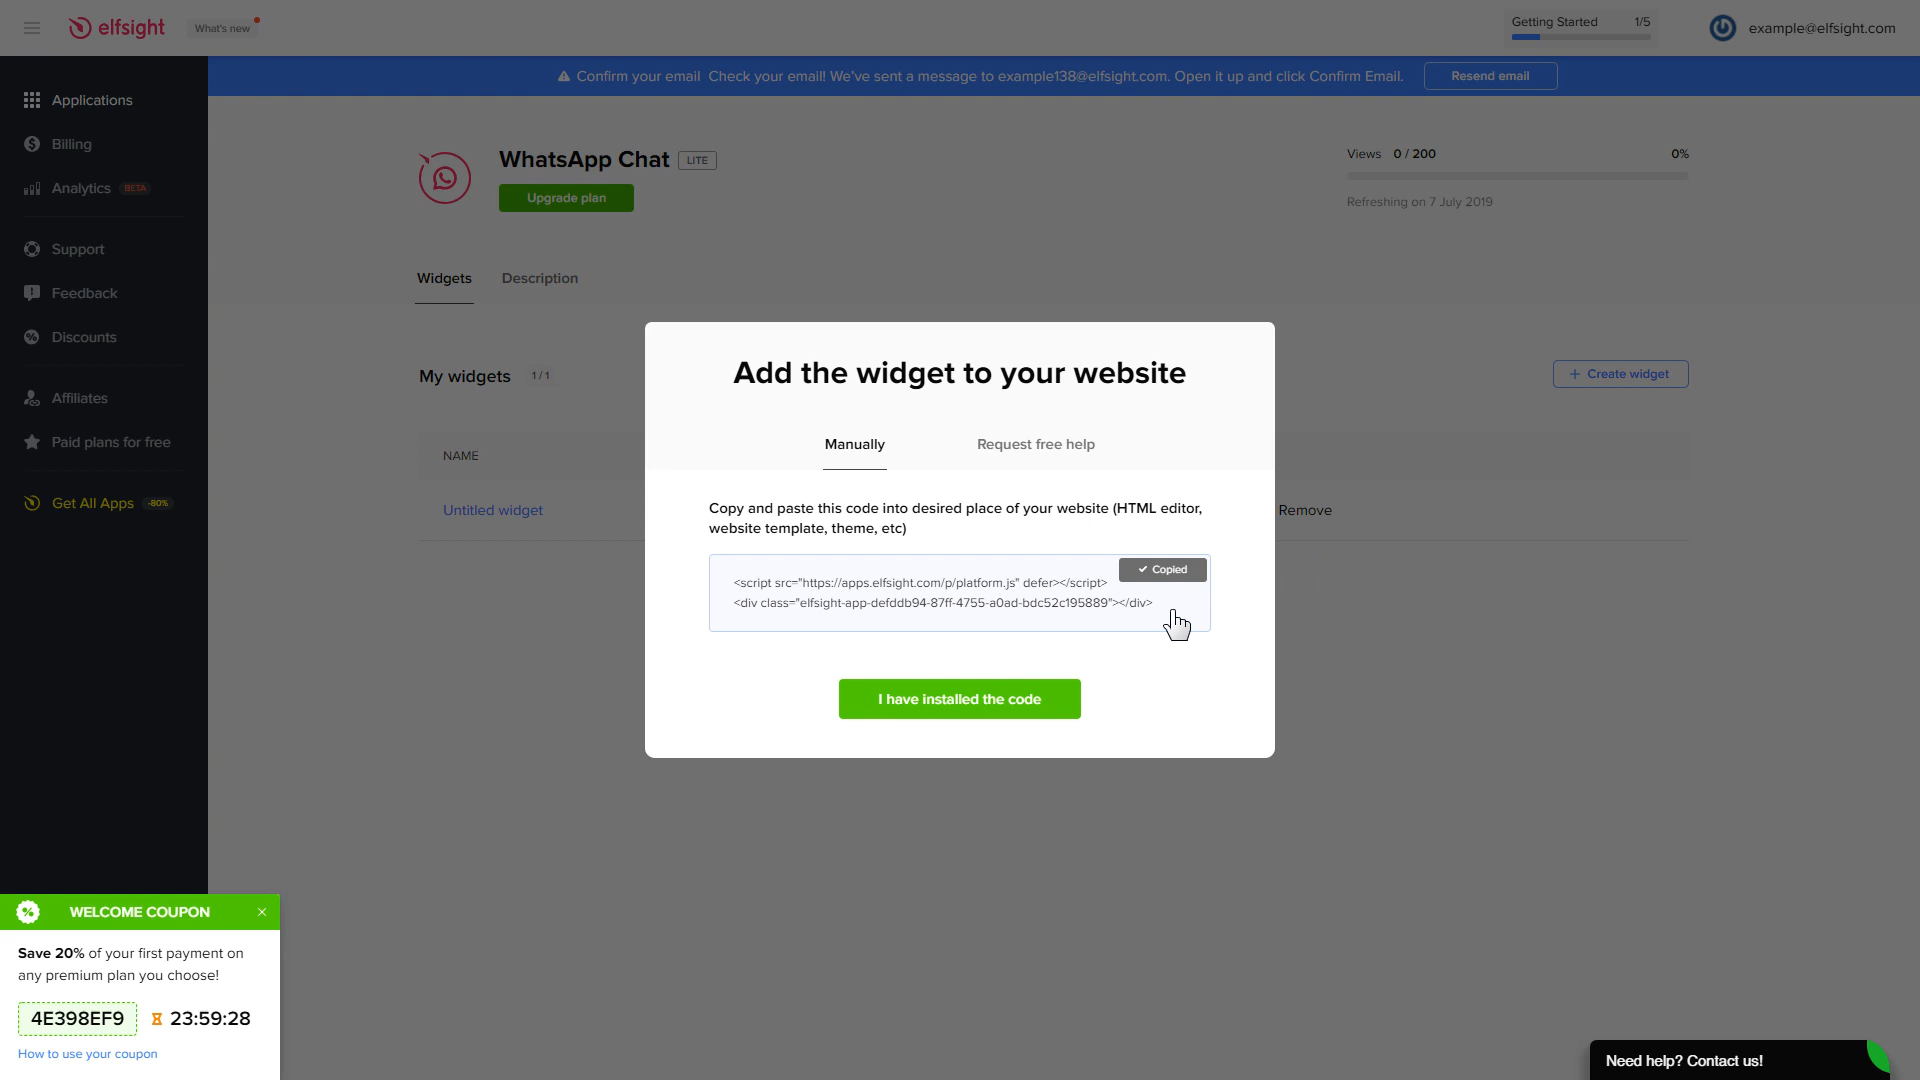 elfsight
What's new
Getting Started 1/5
example@elfsight.com
Confirm your email Check your email! We've sent a message to example138@elfsight.com. Open it up and click Confirm Email.
Resend email
Applications
Billing
Analytics BETA
Support
Feedback
Discounts
Affiliates
Paid plans for free
Get All Apps -80%
WhatsApp Chat LITE
Upgrade plan
Views 0 / 200 0%
Refreshing on 7 July 2019
Widgets Description
My widgets 1 / 1
+ Create widget
NAME
Untitled widget
Remove
Add the widget to your website
Manually Request free help
Copy and paste this code into desired place of your website (HTML editor,
website template, theme, etc)
Copied
<script src="https://apps.elfsight.com/p/platform.js" defer></script>
<div class="elfsight-app-defddb94-87ff-4755-a0ad-bdc52c195889"></div>
I have installed the code
WELCOME COUPON
Save 20% of your first payment on
any premium plan you choose!
4E398EF9 23:59:28
How to use your coupon
Need help? Contact us!